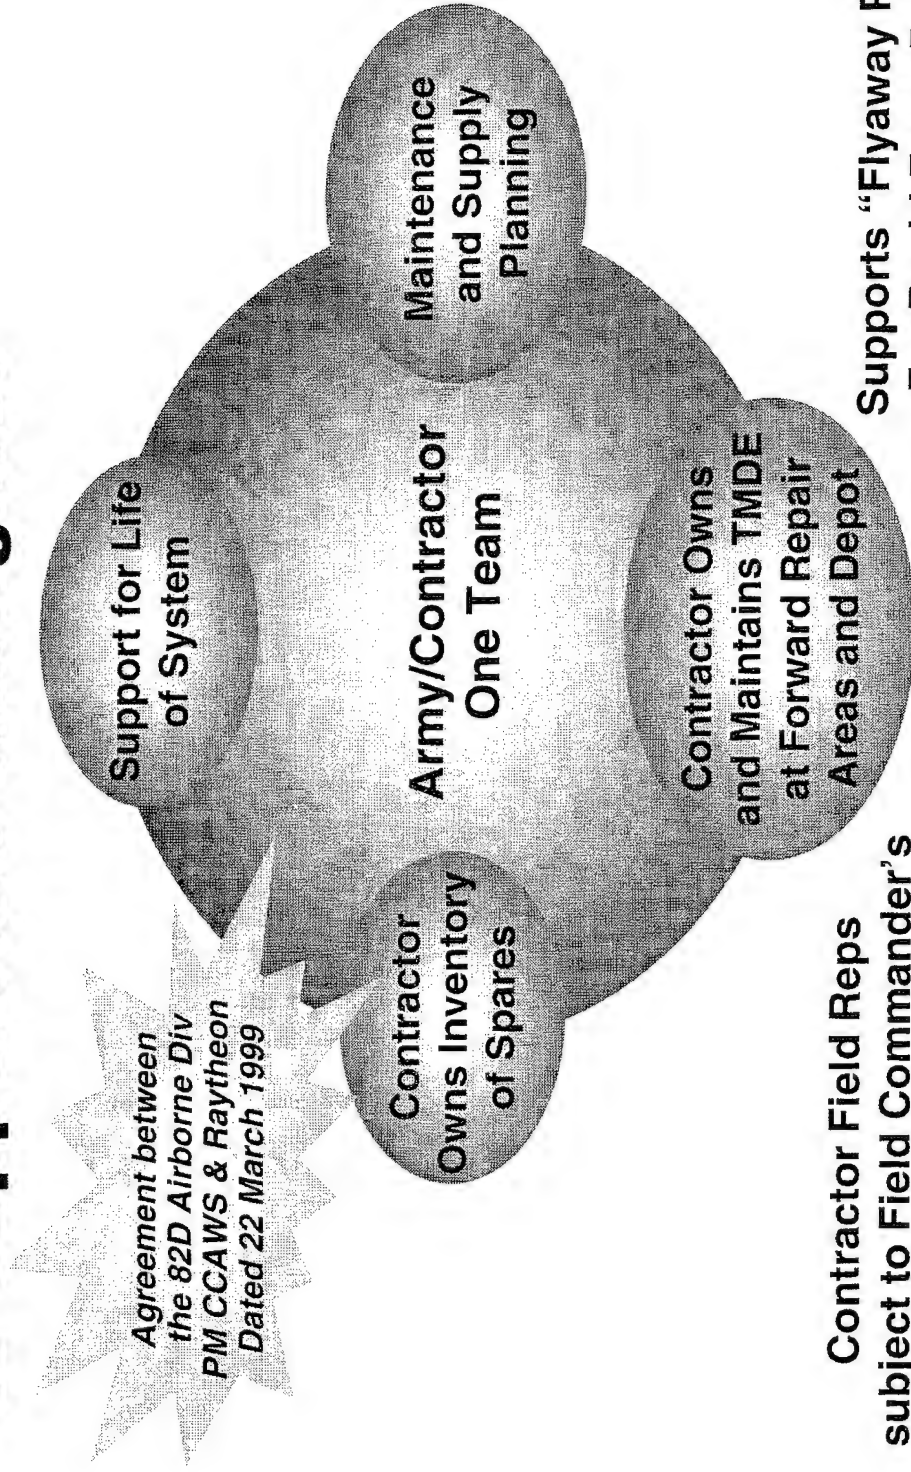 Agreement between
the 82D Airborne Div
PM CCAWS & Raytheon
Dated 22 March 1999
Support for Life
of System
Contractor
Owns Inventory
of Spares
Army/Contractor
One Team
Maintenance
and Supply
Planning
Contractor Owns
and Maintains TMDE
at Forward Repair
Areas and Depot
Contractor Field Reps
subject to Field Commander's
Supports “Flyaway